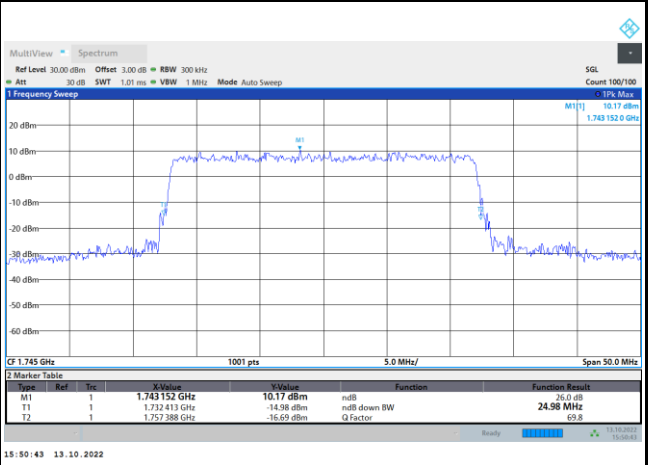 MultiView Spectrum
Ref Level 30.00 dBm Offset 3.00 dB RBW 300 kHz SGL
Att 30 dB SWT 1.01 ms VBW 1 MHz Mode Auto Sweep Count 100/100
1 Frequency Sweep 1Pk Max
M1[1] 10.17 dBm
1.743 152 0 GHz
20 dBm
M1
10 dBm
0 dBm
-10 dBm
-20 dBm
-30 dBm
-40 dBm
-50 dBm
-60 dBm
CF 1.745 GHz 1001 pts 5.0 MHz/ Span 50.0 MHz
2 Marker Table
Type Ref Trc X-Value Y-Value Function Function Result
M1 1 1.743 152 GHz 10.17 dBm ndB 26.0 dB
T1 1 1.732 413 GHz -14.98 dBm ndB down BW 24.98 MHz
T2 1 1.757 388 GHz -16.69 dBm Q Factor 69.8
Ready 13.10.2022
15:50:43
15:50:43 13.10.2022